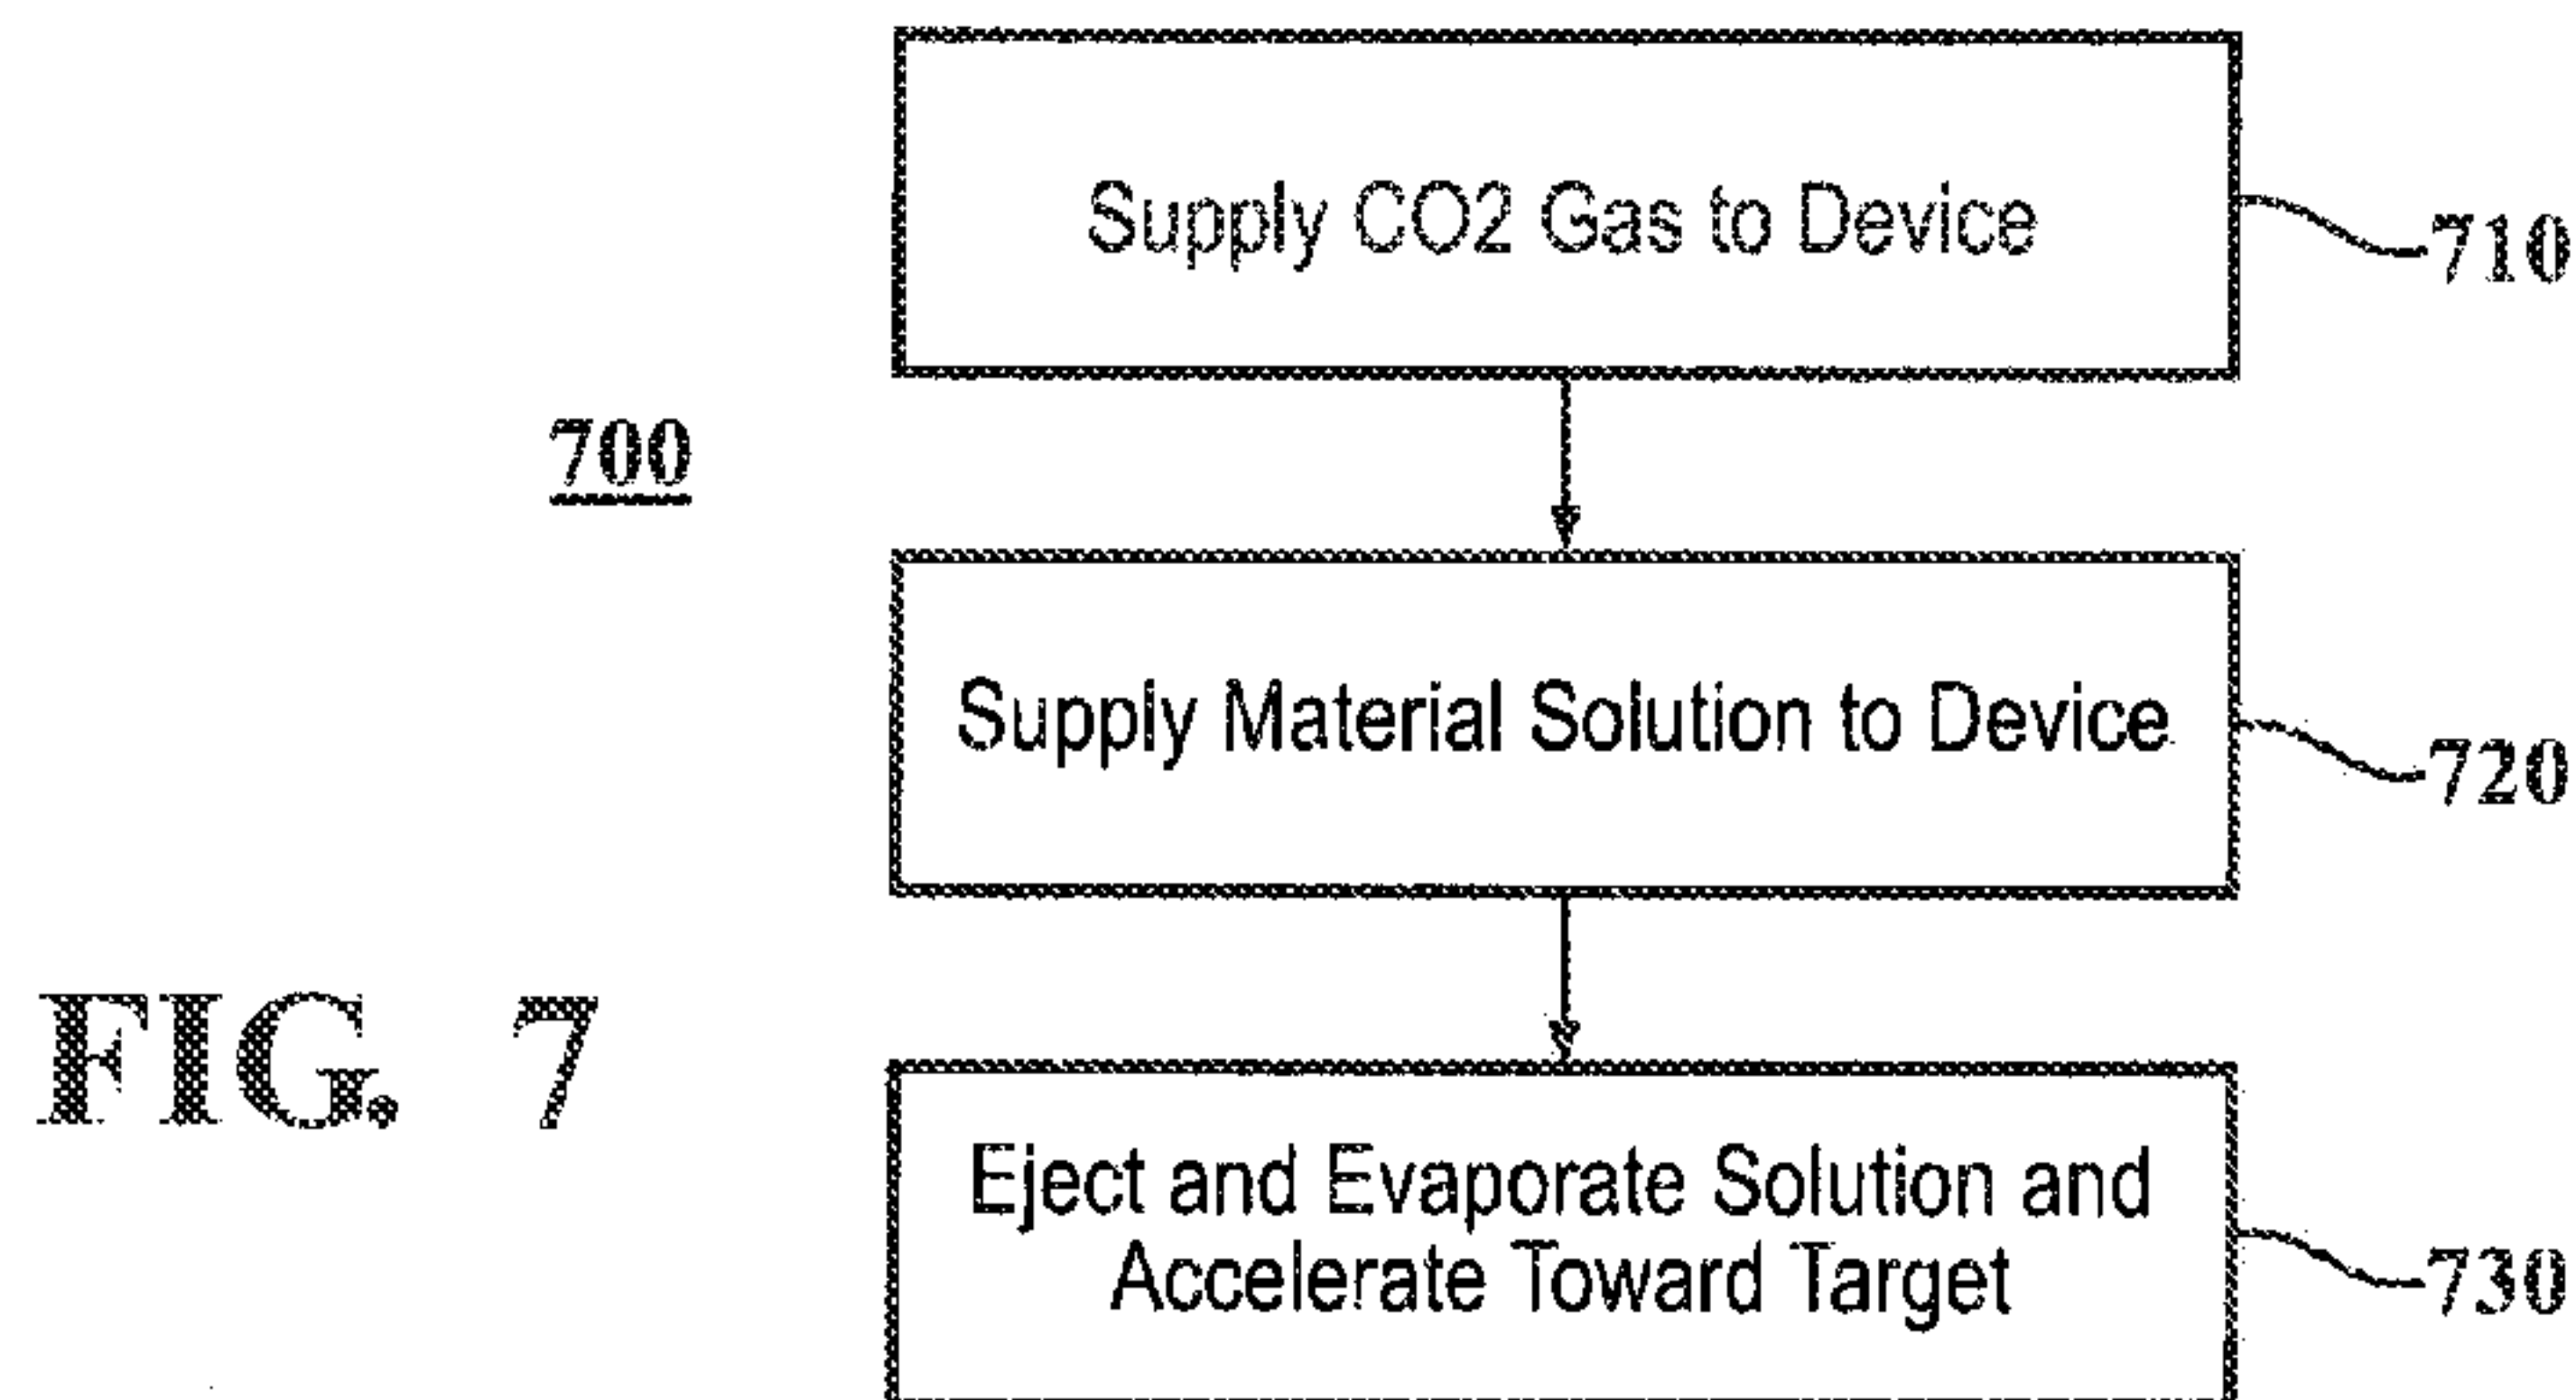 Supply CO2 Gas to Device
710
700
Supply Material Solution to Device
720
FIG. 7
Eject and Evaporate Solution and
Accelerate Toward Target
730